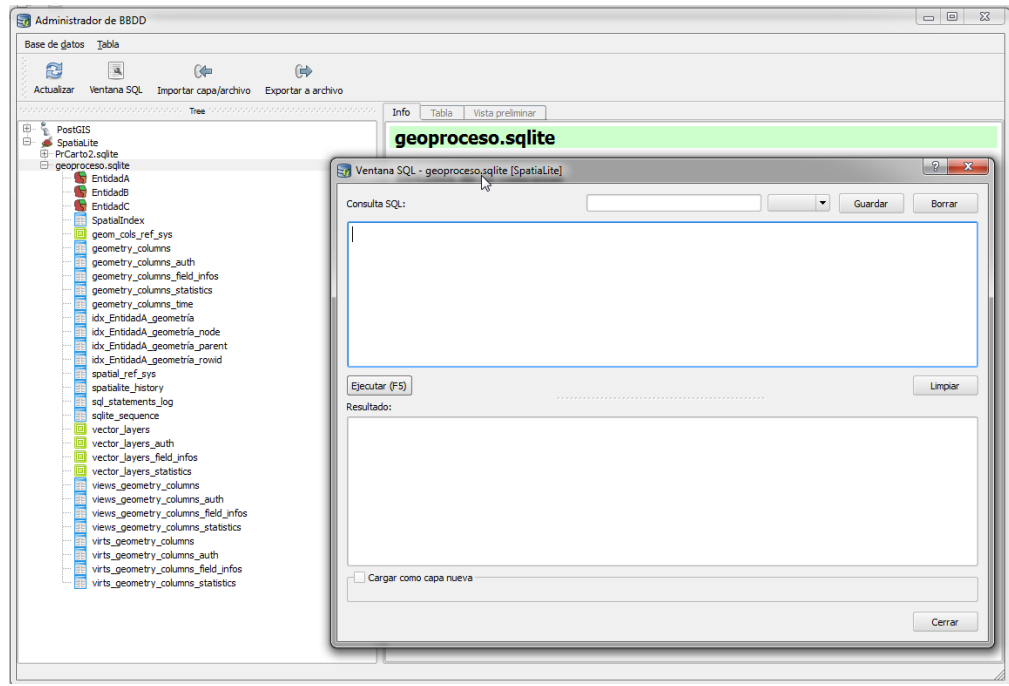 Administrador de BBDD
Base de datos Tabla
Actualizar Ventana SQL Importar capa/archivo Exportar a archivo
Tree
Info Tabla Vista preliminar
PostGIS
SpatiaLite
PrCarto2.sqlite
geoproceso.sqlite
EntidadA
EntidadB
EntidadC
SpatialIndex
geom_cols_ref_sys
geometry_columns
geometry_columns_auth
geometry_columns_field_infos
geometry_columns_statistics
geometry_columns_time
idx_EntidadA_geometría
idx_EntidadA_geometría_node
idx_EntidadA_geometría_parent
idx_EntidadA_geometría_rowid
spatial_ref_sys
spatialite_history
sql_statements_log
sqlite_sequence
vector_layers
vector_layers_auth
vector_layers_field_infos
vector_layers_statistics
views_geometry_columns
views_geometry_columns_auth
views_geometry_columns_field_infos
views_geometry_columns_statistics
virts_geometry_columns
virts_geometry_columns_auth
virts_geometry_columns_field_infos
virts_geometry_columns_statistics
geoproceso.sqlite
Ventana SQL - geoproceso.sqlite [SpatiaLite]
Consulta SQL: Guardar Borrar
Ejecutar (F5) Limpiar
Resultado:
Cargar como capa nueva
Cerrar